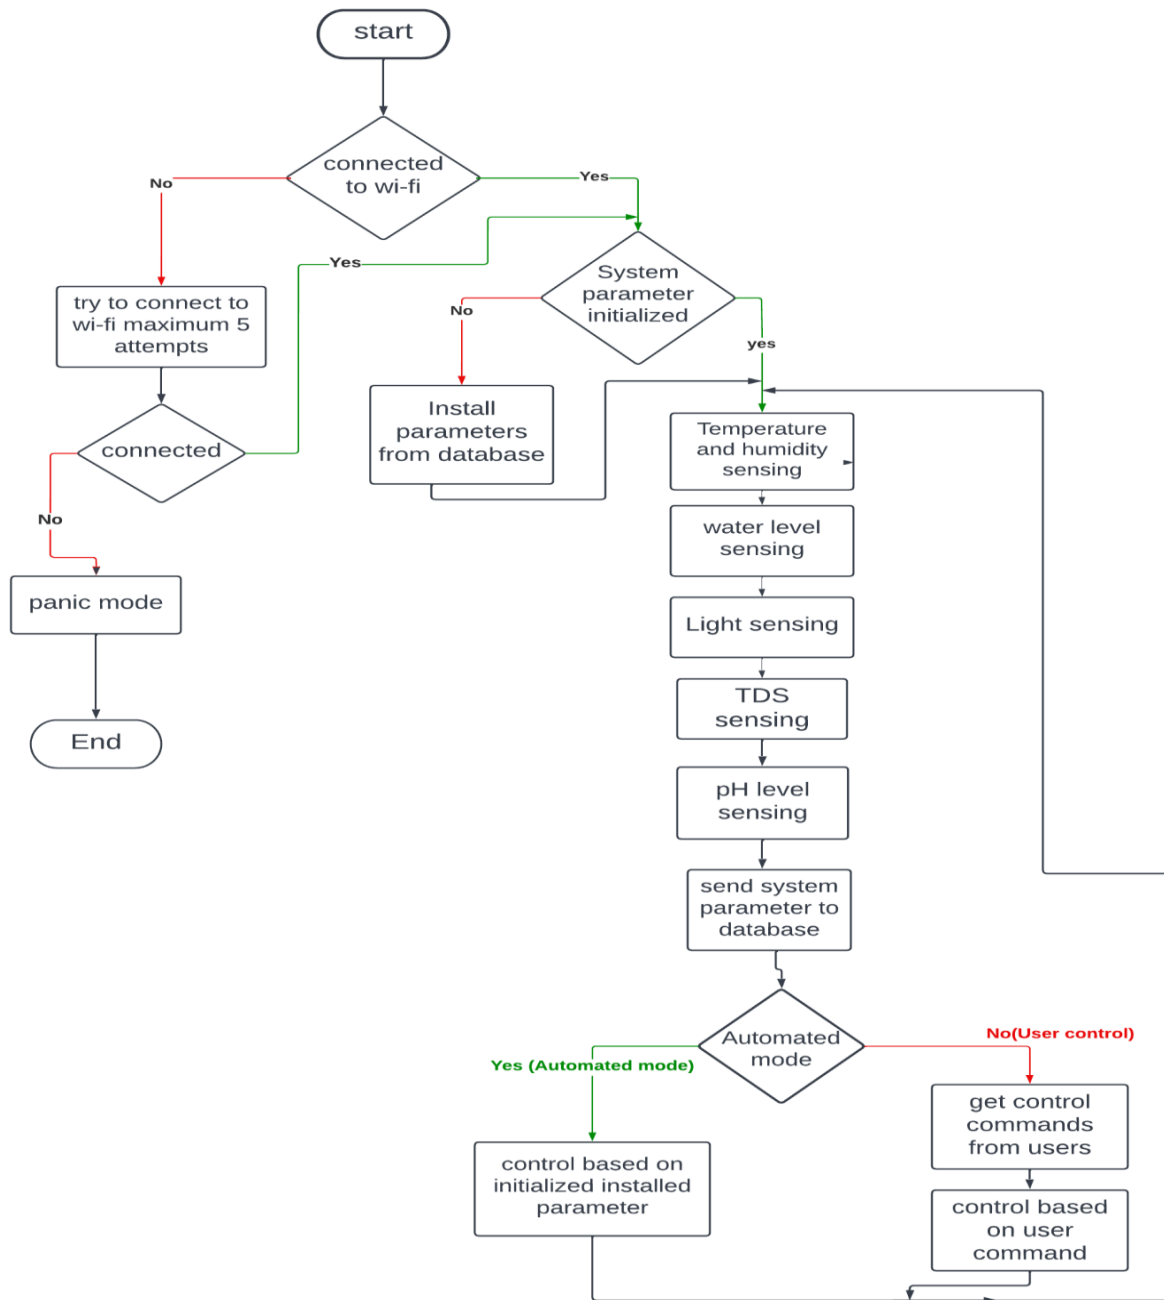 start
connected
to wi-fi
No
Yes
try to connect to
wi-fi maximum 5
attempts
Yes
System
parameter
initialized
No
yes
connected
No
panic mode
End
Install
parameters
from database
Temperature
and humidity
sensing
water level
sensing
Light sensing
TDS
sensing
pH level
sensing
send system
parameter to
database
Automated
mode
Yes (Automated mode)
No(User control)
control based on
initialized installed
parameter
get control
commands
from users
control based
on user
command